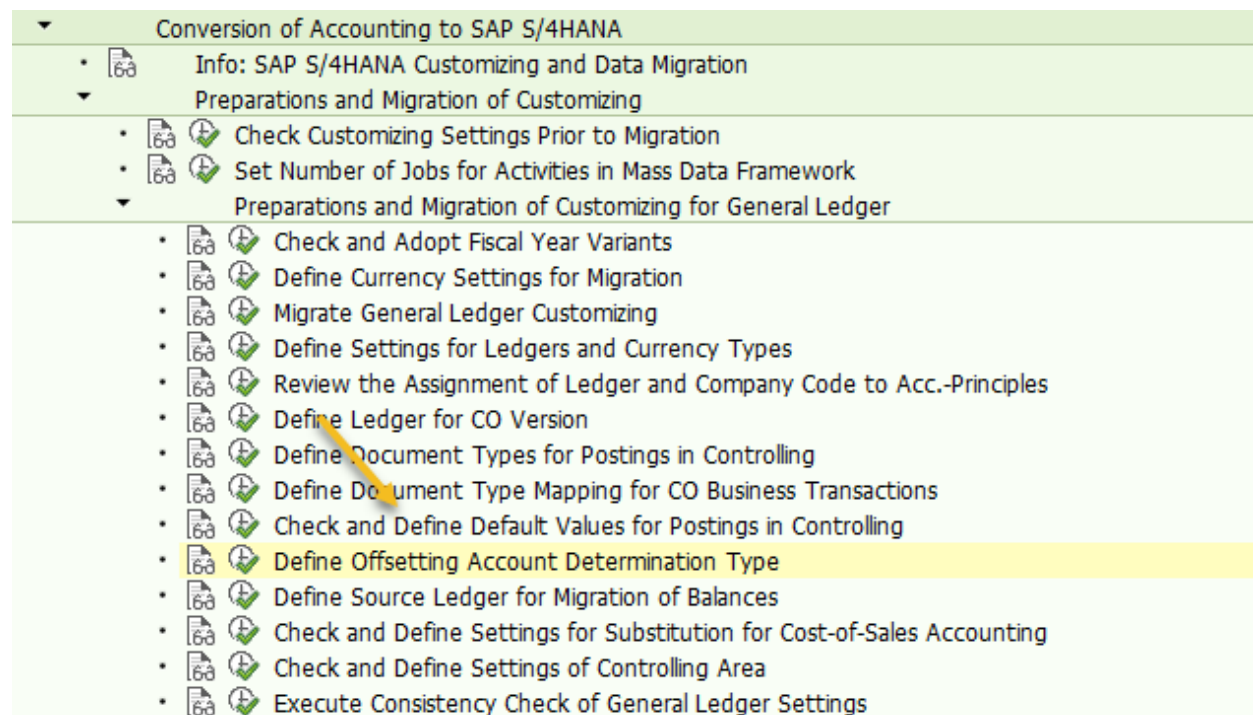 Conversion of Accounting to SAP S/4HANA
Info: SAP S/4HANA Customizing and Data Migration
Preparations and Migration of Customizing
Check Customizing Settings Prior to Migration
Set Number of Jobs for Activities in Mass Data Framework
Preparations and Migration of Customizing for General Ledger
Check and Adopt Fiscal Year Variants
Define Currency Settings for Migration
Migrate General Ledger Customizing
Define Settings for Ledgers and Currency Types
Review the Assignment of Ledger and Company Code to Acc.-Principles
Define Ledger for CO Version
Define Document Types for Postings in Controlling
Define Document Type Mapping for CO Business Transactions
Check and Define Default Values for Postings in Controlling
Define Offsetting Account Determination Type
Define Source Ledger for Migration of Balances
Check and Define Settings for Substitution for Cost-of-Sales Accounting
Check and Define Settings of Controlling Area
Execute Consistency Check of General Ledger Settings